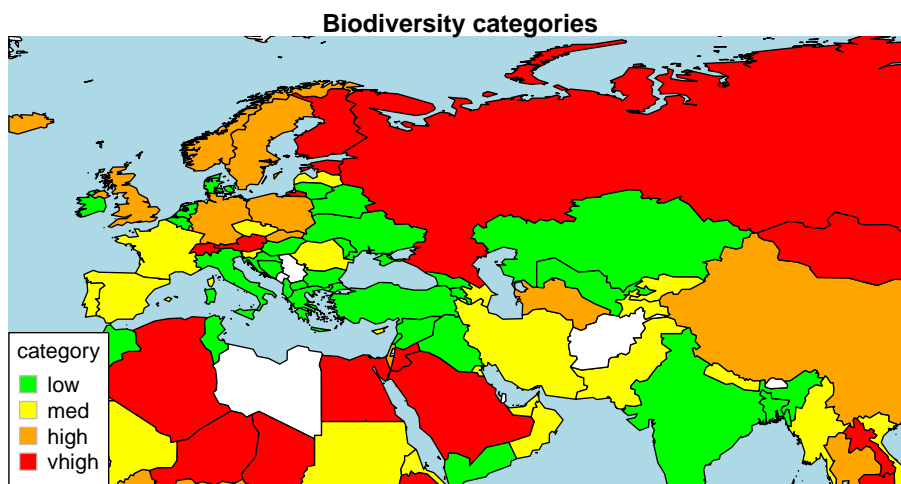 Biodiversity categories
category
low
med
high
vhigh